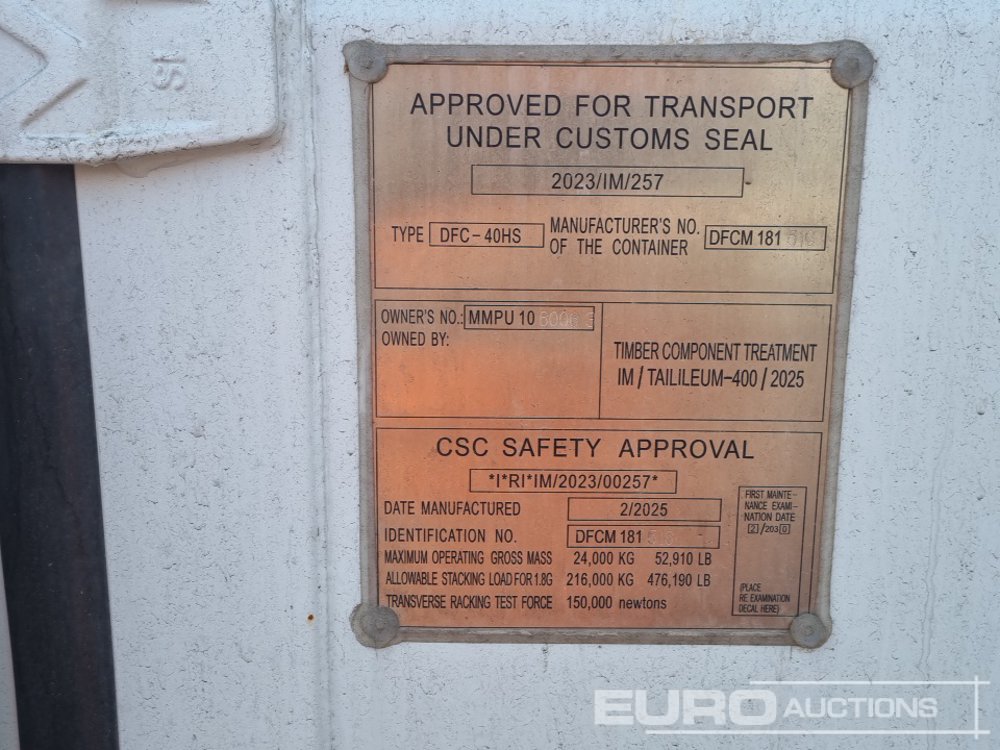 APPROVED FOR TRANSPORT
UNDER CUSTOMS SEAL
2023/IM/257
TYPE DFC-40HS
MANUFACTURER'S NO.
OF THE CONTAINER
DFCM 181
OWNER'S NO.: MMPU 10
OWNED BY:
TIMBER COMPONENT TREATMENT
IM/TAILILEUM-400/2025
CSC SAFETY APPROVAL
*I*RI*IM/2023/00257*
DATE MANUFACTURED 2/2025
IDENTIFICATION NO. DFCM 181
MAXIMUM OPERATING GROSS MASS 24,000 KG 52,910 LB
ALLOWABLE STACKING LOAD FOR 1.8G 216,000 KG 476,190 LB
TRANSVERSE RACKING TEST FORCE 150,000 newtons
FIRST MAINTE-
NANCE EXAMI-
NATION DATE
2/2030
(PLACE
RE EXAMINATION
DECAL HERE)
EURO AUCTIONS